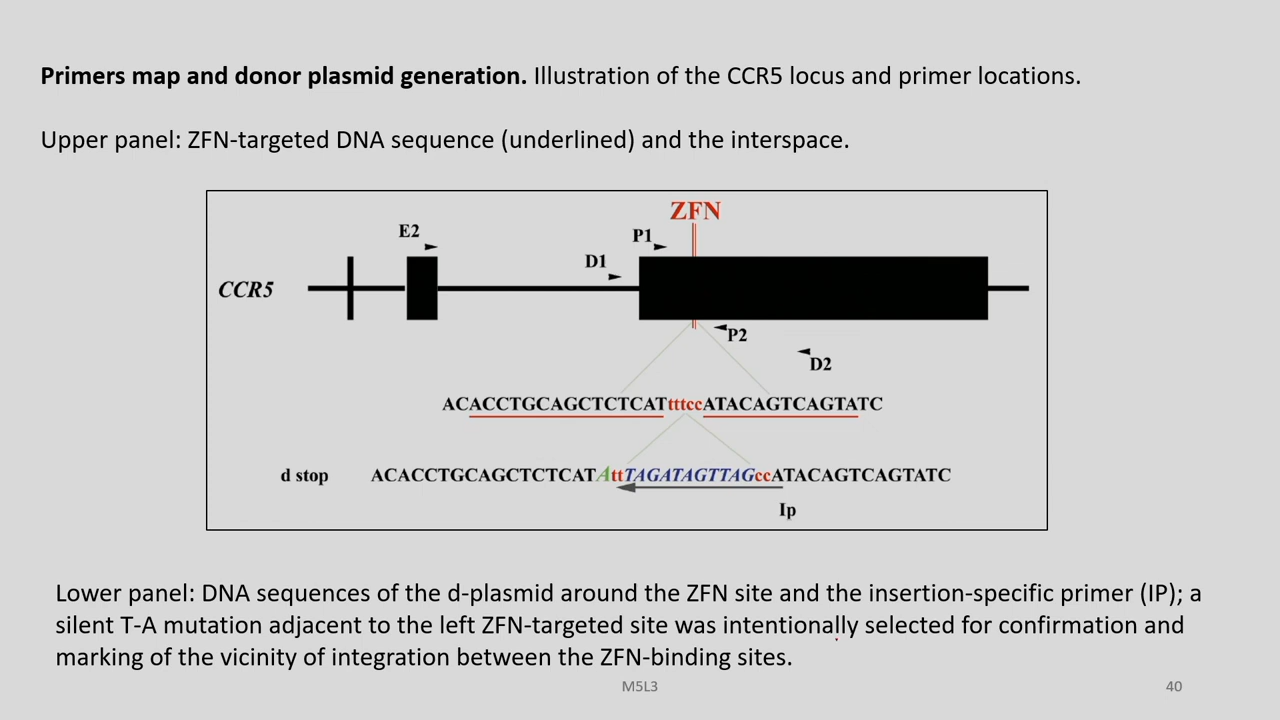 Primers map and donor plasmid generation. Illustration of the CCR5 locus and primer locations.
Upper panel: ZFN-targeted DNA sequence (underlined) and the interspace.
ZFN
E2
P1
D1
CCR5
P2
D2
ACACCTGCAGCTCTCATtttccATACAGTCAGTATC
d stop ACACCTGCAGCTCTCATAttTAGATAGTTAGccATACAGTCAGTATC
Ip
Lower panel: DNA sequences of the d-plasmid around the ZFN site and the insertion-specific primer (IP); a
silent T-A mutation adjacent to the left ZFN-targeted site was intentionally selected for confirmation and
marking of the vicinity of integration between the ZFN-binding sites.
M5L3
40